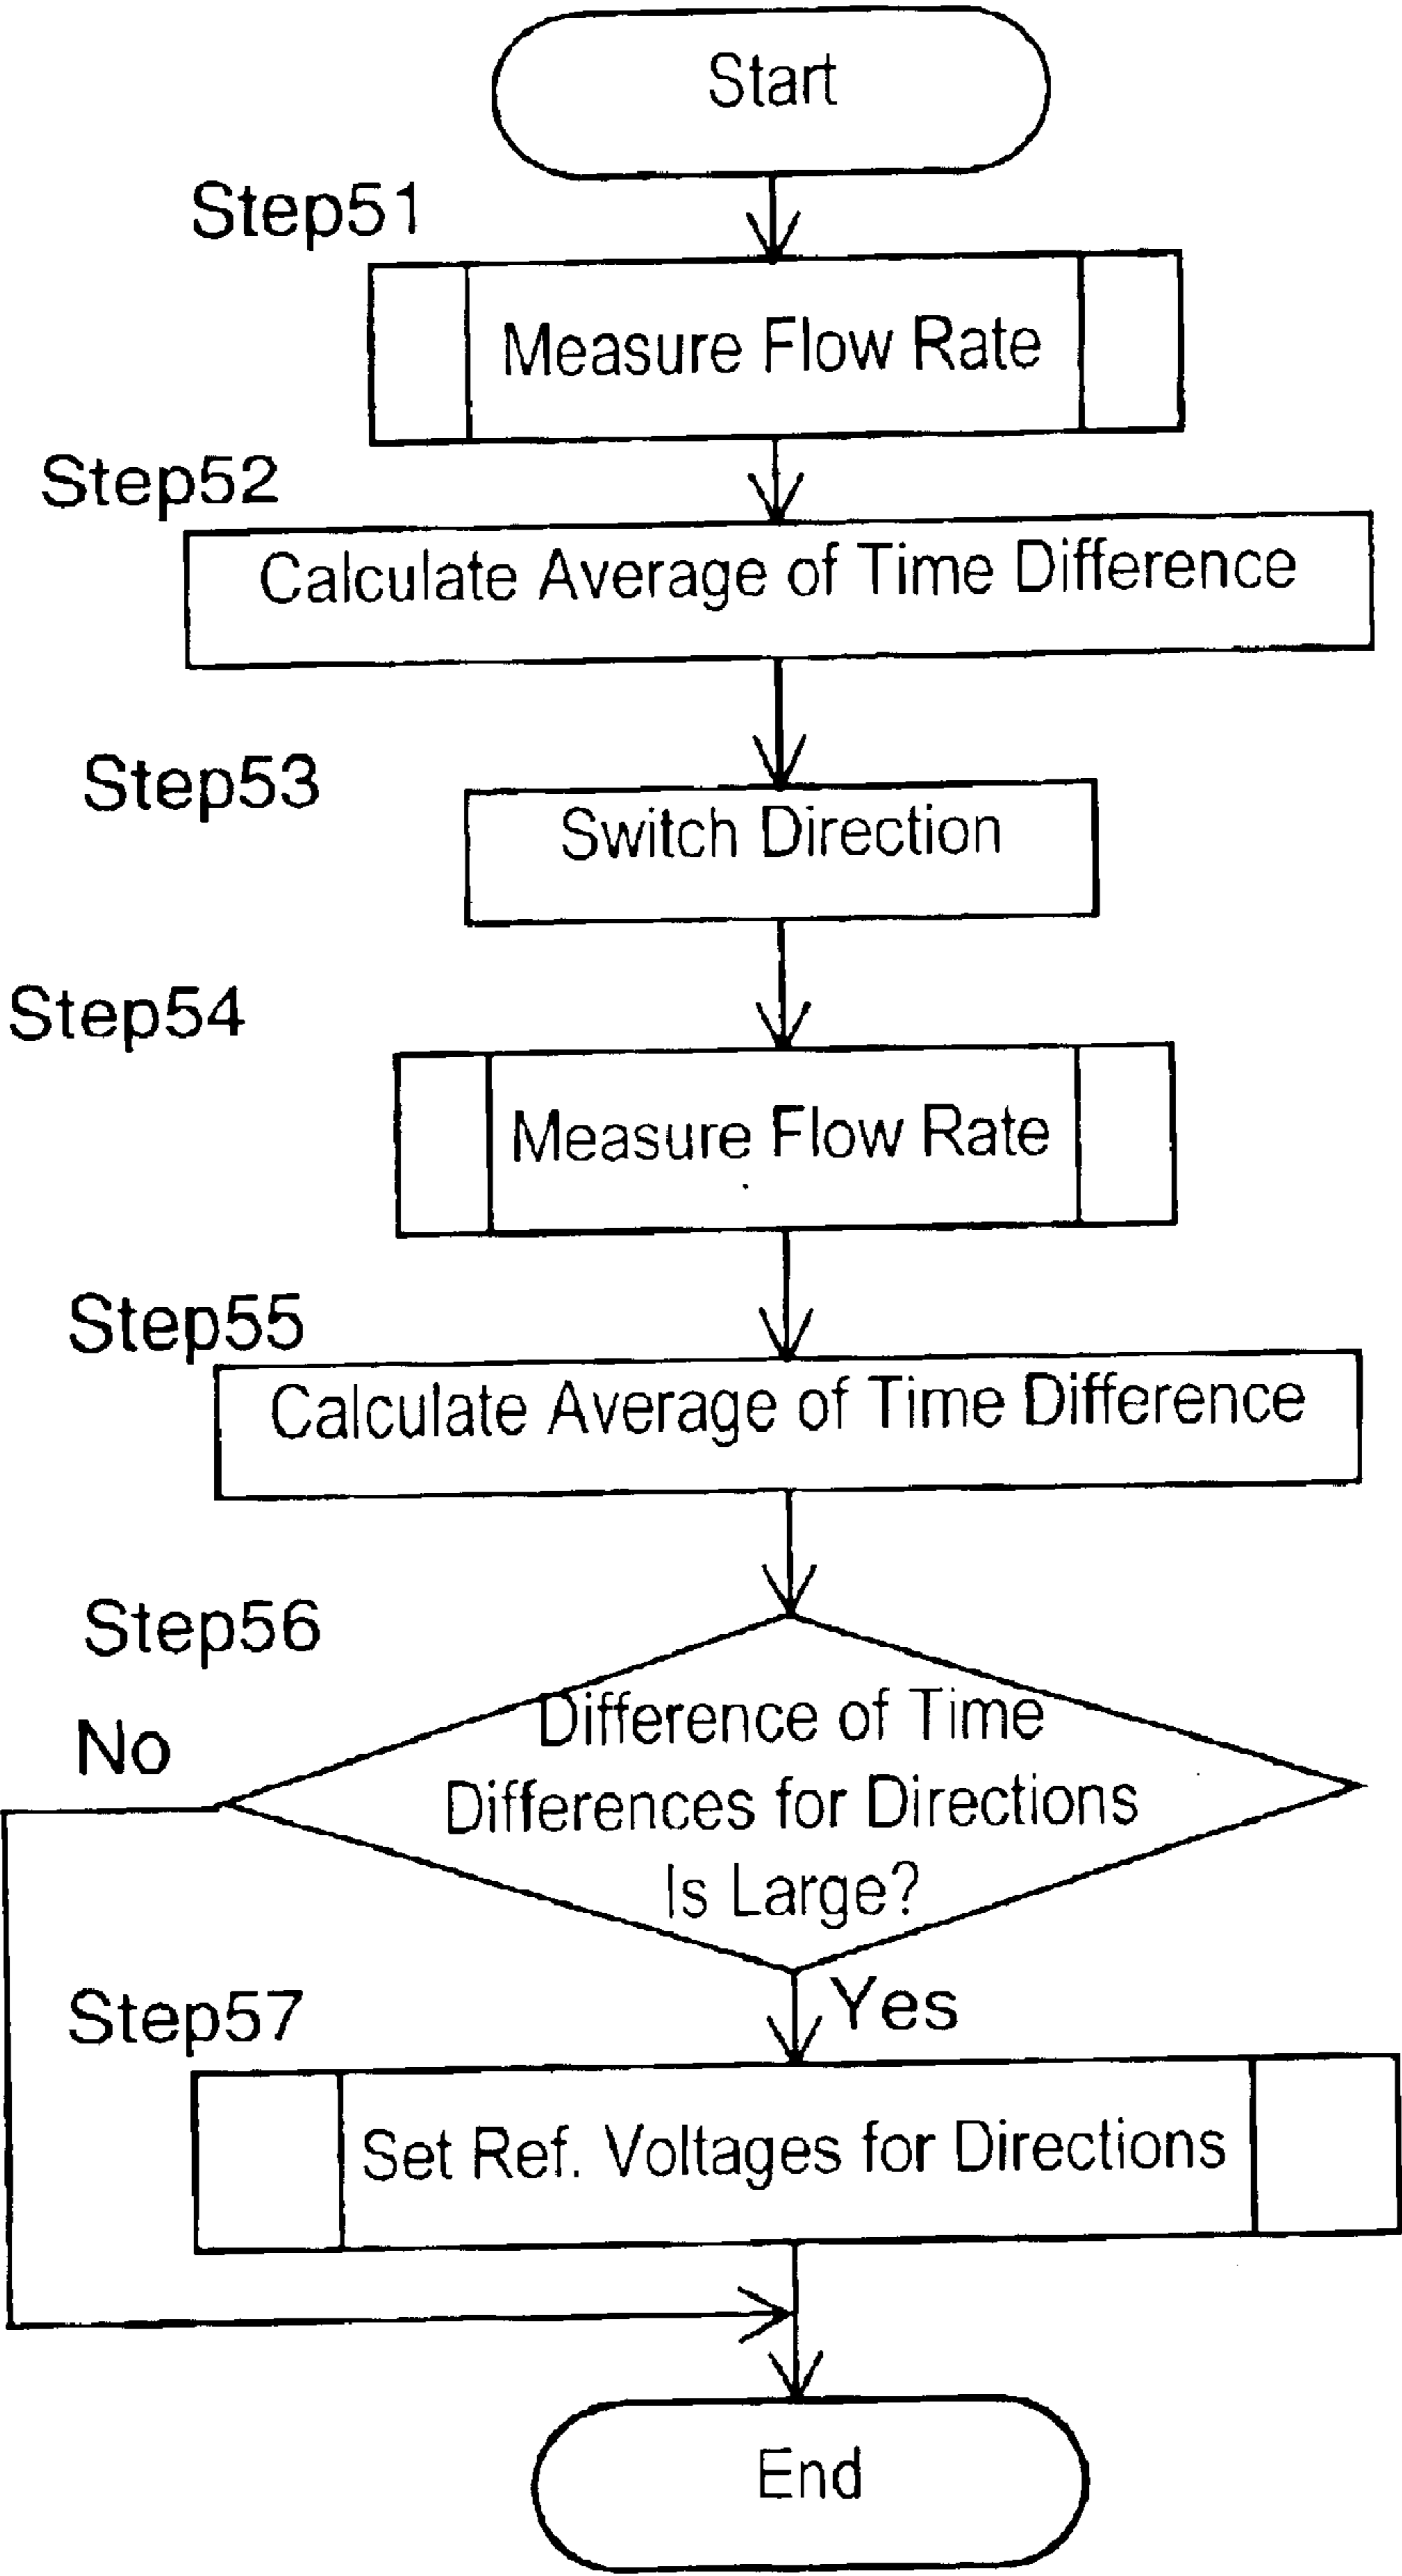 Start
Step51
Measure Flow Rate
Step52
Calculate Average of Time Difference
Step53
Switch Direction
Step54
Measure Flow Rate
Step55
Calculate Average of Time Difference
Step56
No
Difference of Time
Differences for Directions
Is Large?
Yes
Step57
Set Ref. Voltages for Directions
End